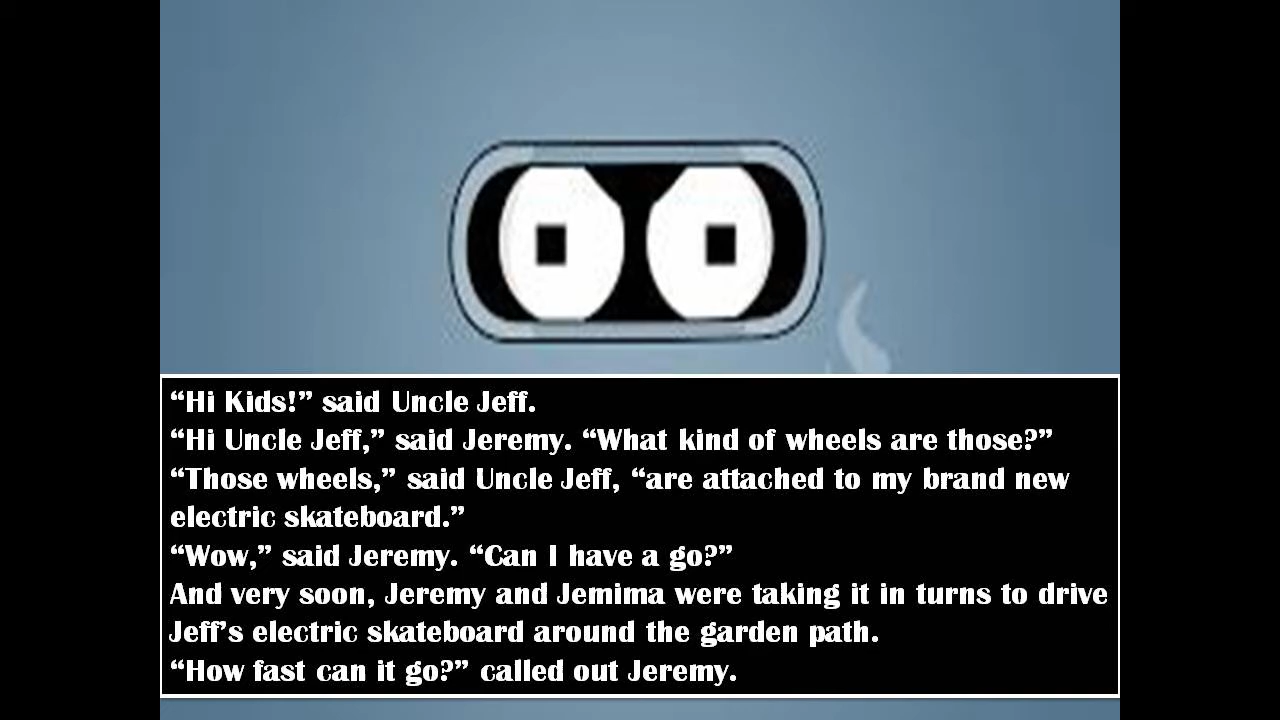 “Hi Kids!” said Uncle Jeff.
“Hi Uncle Jeff,” said Jeremy. “What kind of wheels are those?”
“Those wheels,” said Uncle Jeff, “are attached to my brand new
electric skateboard.”
“Wow,” said Jeremy. “Can I have a go?”
And very soon, Jeremy and Jemima were taking it in turns to drive
Jeff’s electric skateboard around the garden path.
“How fast can it go?” called out Jeremy.